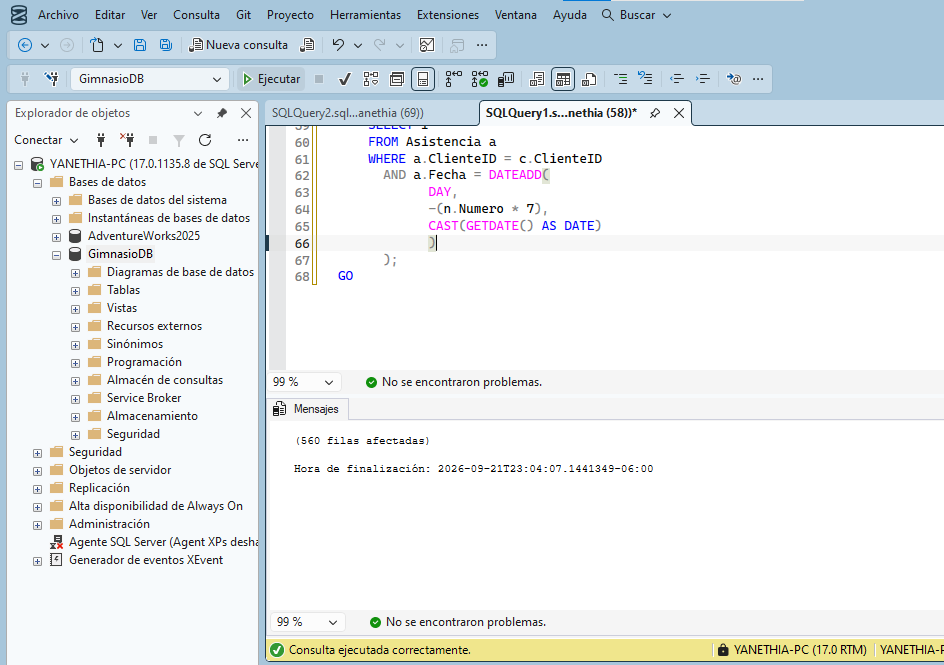 Archivo Editar Ver Consulta Git Proyecto Herramientas Extensiones Ventana Ayuda Buscar
Nueva consulta
GimnasioDB Ejecutar
Explorador de objetos
Conectar
YANETHIA-PC (17.0.1135.8 de SQL Serve
Bases de datos
Bases de datos del sistema
Instantáneas de bases de datos
AdventureWorks2025
GimnasioDB
Diagramas de base de datos
Tablas
Vistas
Recursos externos
Sinónimos
Programación
Almacén de consultas
Service Broker
Almacenamiento
Seguridad
Seguridad
Objetos de servidor
Replicación
Alta disponibilidad de Always On
Administración
Agente SQL Server (Agent XPs desha
Generador de eventos XEvent
SQLQuery2.sql...anethia (69)) SQLQuery1.s...nethia (58))*
59 SELECT 1
60 FROM Asistencia a
61 WHERE a.ClienteID = c.ClienteID
62 AND a.Fecha = DATEADD(
63 DAY,
64 -(n.Numero * 7),
65 CAST(GETDATE() AS DATE)
66 )
67 );
68 GO
99 % No se encontraron problemas.
Mensajes
(560 filas afectadas)
Hora de finalización: 2026-09-21T23:04:07.1441349-06:00
99 % No se encontraron problemas.
Consulta ejecutada correctamente. YANETHIA-PC (17.0 RTM) YANETHIA-P